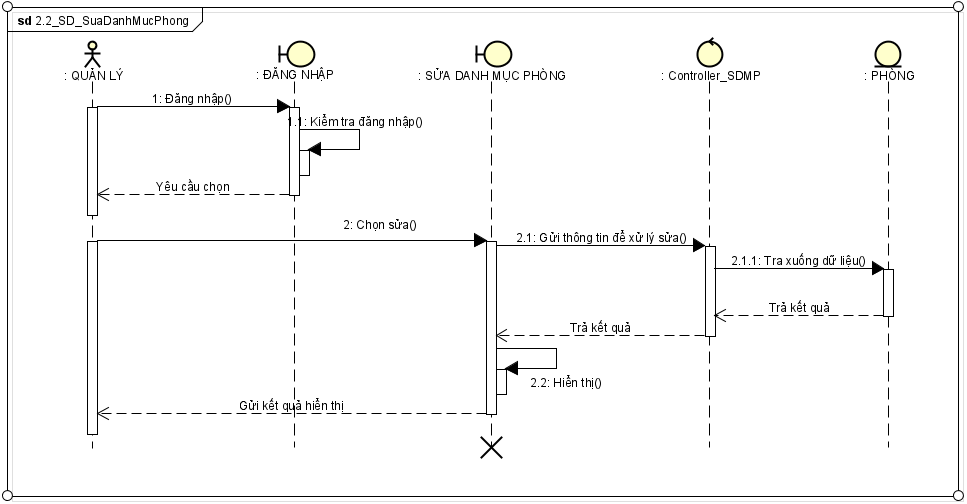 sd 2.2_SD_SuaDanhMucPhong
: QUẢN LÝ
: ĐĂNG NHẬP
: SỬA DANH MỤC PHÒNG
: Controller_SDMP
: PHÒNG
1: Đăng nhập()
1.1: Kiểm tra đăng nhập()
Yêu cầu chọn
2: Chọn sửa()
2.1: Gửi thông tin để xử lý sửa()
2.1.1: Tra xuống dữ liệu()
Trả kết quả
Trả kết quả
2.2: Hiển thị()
Gửi kết quả hiển thị